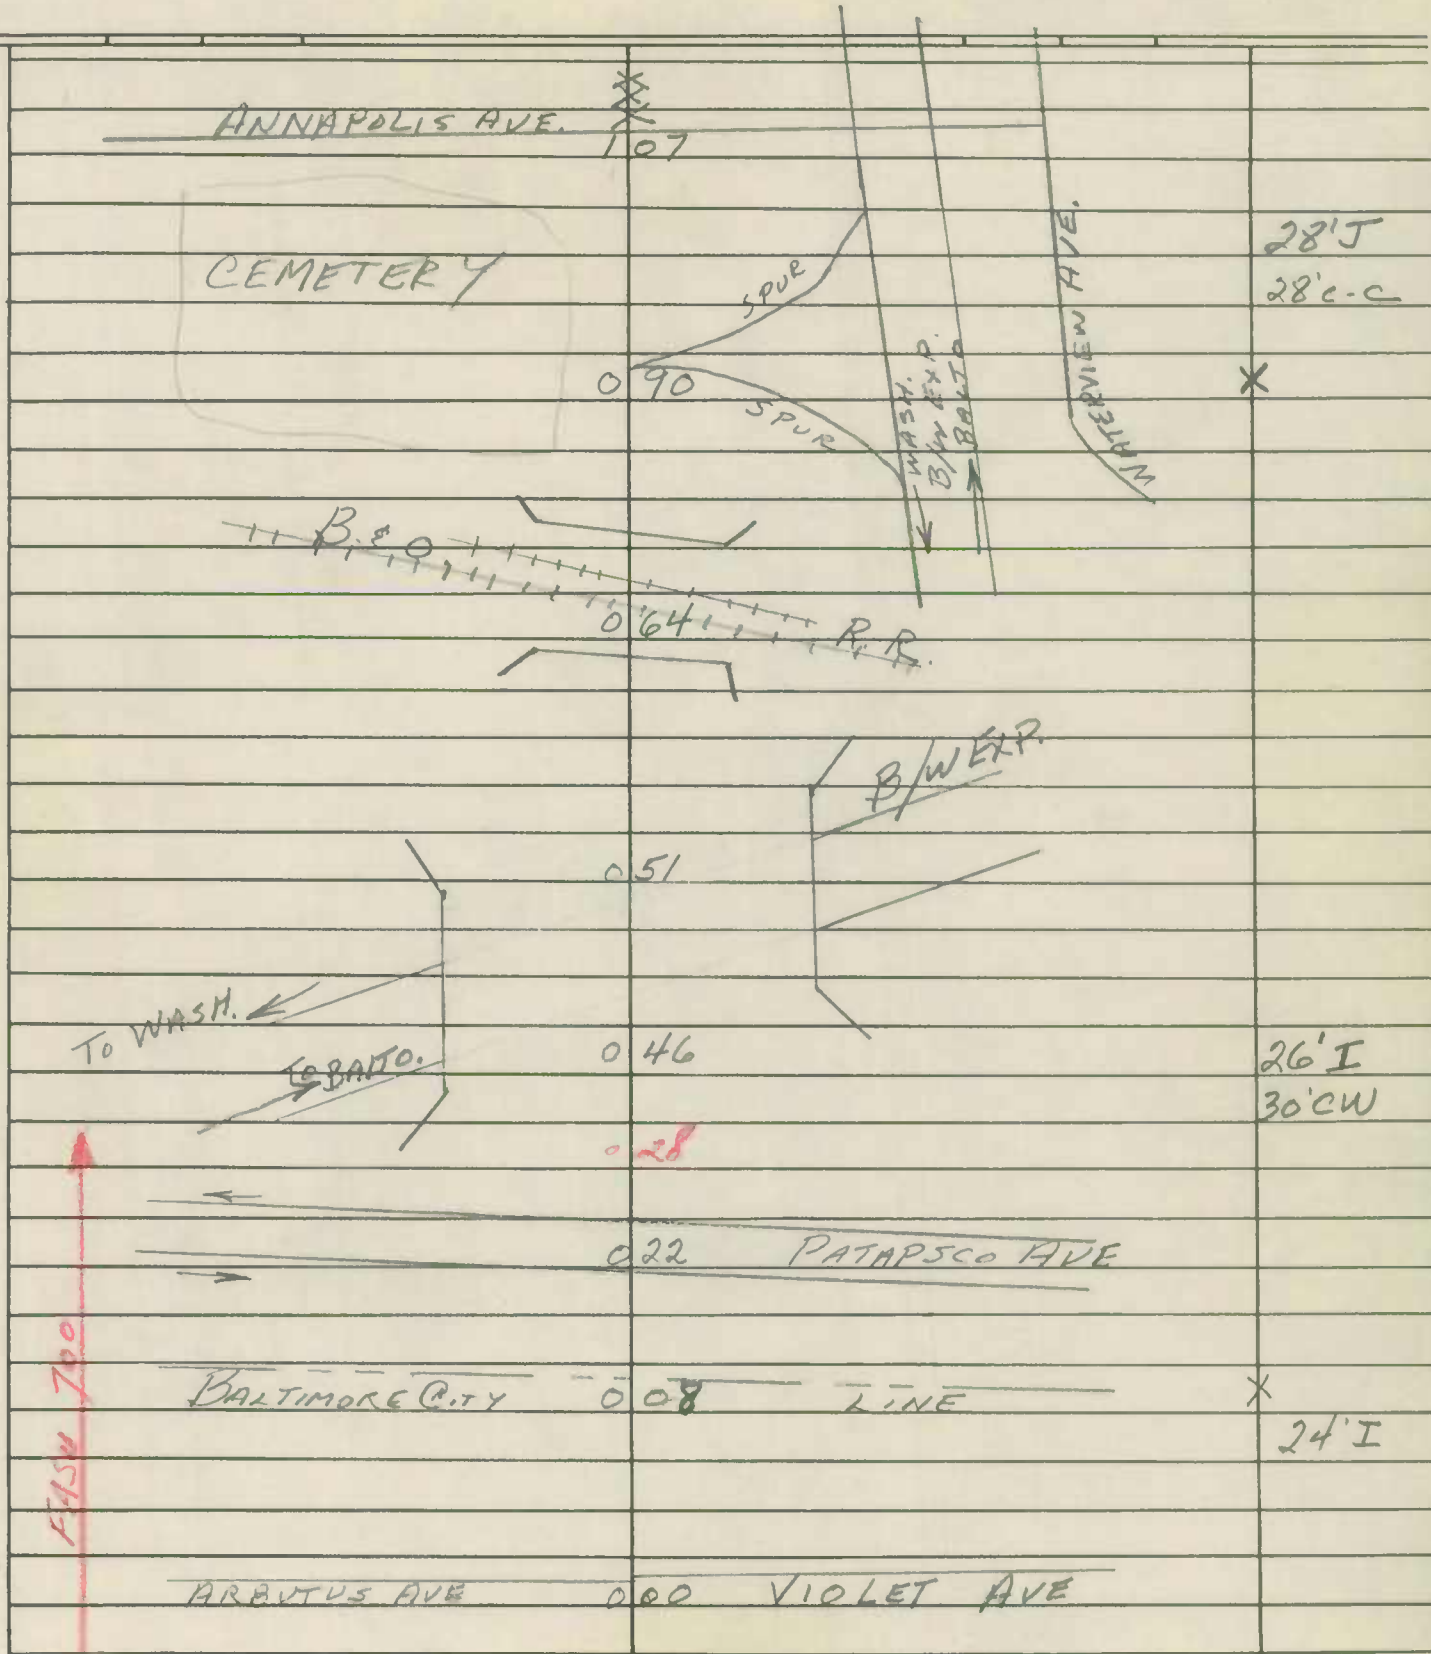 ANNAPOLIS AVE.
1 07
CEMETERY
SPUR
WATERVIEW AVE.
28' J
28' C-C
0 90
SPUR
WASH.
B/W EXP.
BALTO
B. & O
0 64
R. R.
B/W EXP.
0 51
TO WASH.
TO BALTO.
0 46
26' I
30' CW
0 28
0 22 PATAPSCO AVE
BALTIMORE CITY 0 08 LINE
24' I
FASU 700
ARBUTUS AVE 0 00 VIOLET AVE